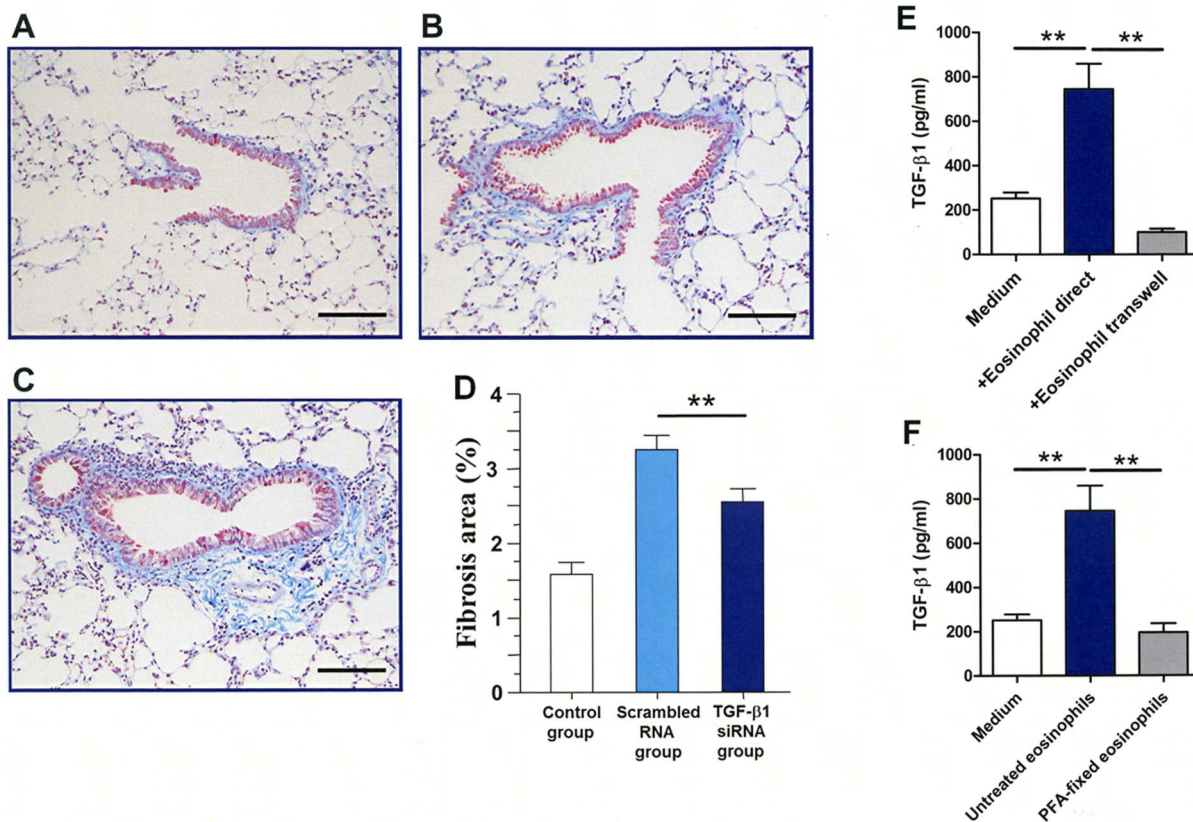 A
B
C
D
**
Fibrosis area (%)
4
3
2
1
0
Control
group
Scrambled
RNA
group
TGF-β1
siRNA
group
E
**
**
TGF-β1 (pg/ml)
1000
800
600
400
200
0
Medium
+Eosinophil direct
+Eosinophil transwell
F
**
**
TGF-β1 (pg/ml)
1000
800
600
400
200
0
Medium
Untreated eosinophils
PFA-fixed eosinophils